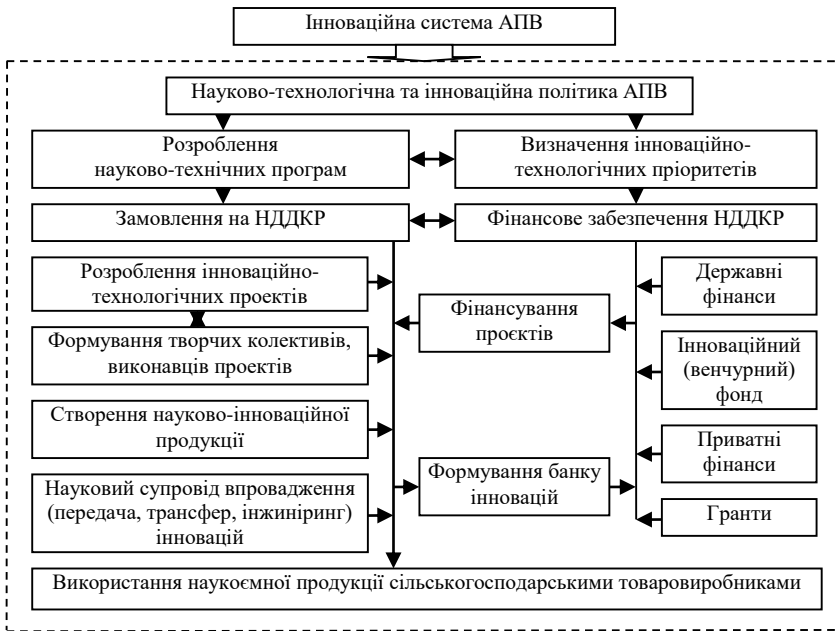 Інноваційна система АПВ
Науково-технологічна та інноваційна політика АПВ
Розроблення
науково-технічних програм
Визначення інноваційно-
технологічних пріоритетів
Замовлення на НДДКР
Фінансове забезпечення НДДКР
Розроблення інноваційно-
технологічних проектів
Формування творчих колективів,
виконавців проектів
Створення науково-інноваційної
продукції
Науковий супровід впровадження
(передача, трансфер, інжиніринг)
інновацій
Фінансування
проєктів
Формування банку
інновацій
Державні
фінанси
Інноваційний
(венчурний)
фонд
Приватні
фінанси
Гранти
Використання наукоємної продукції сільськогосподарськими товаровиробниками